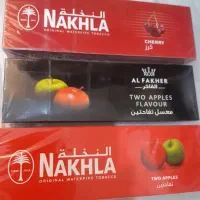 النخلة
NAKHLA
ORIGINAL WATERPIPE TOBACCO
CHERRY
كرز
AL FAKHER
الفاخر
TWO APPLES
FLAVOUR
معسل تفاحتين
النخلة
NAKHLA
ORIGINAL WATERPIPE TOBACCO
TWO APPLES
تفاحتين